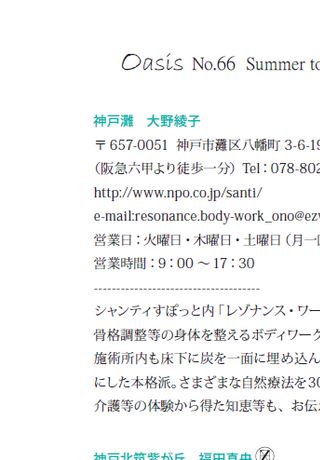 Oasis No.66 Summer to
神戸灘 大野綾子
〒657-0051 神戸市灘区八幡町 3-6-19
（阪急六甲より徒歩一分） Tel：078-802
http://www.npo.co.jp/santi/
e-mail:resonance.body-work_ono@ezw
営業日：火曜日・木曜日・土曜日（月一回
営業時間：9：00 ～ 17：30
------------------------------------
シャンティすぽっと内「レゾナンス・ワー
骨格調整等の身体を整えるボディワーク
施術所内も床下に炭を一面に埋め込ん
にした本格派。さまざまな自然療法を30
介護等の体験から得た知恵等も、お伝え
神戸北筑紫が丘 福田真央